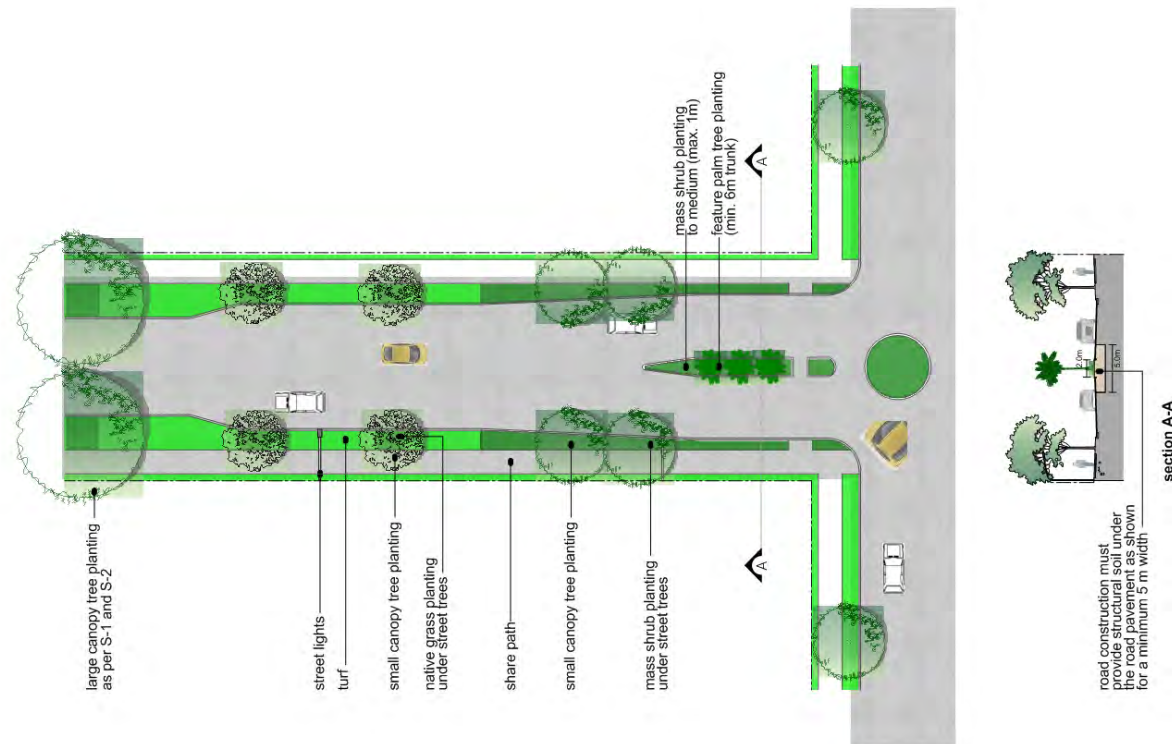 large canopy tree planting
as per S-1 and S-2
street lights
turf
small canopy tree planting
native grass planting
under street trees
share path
small canopy tree planting
mass shrub planting
under street trees
mass shrub planting
to medium (max. 1m)
feature palm tree planting
(min. 6m trunk)
A
A
2.0m
5.0m
road construction must
provide structural soil under
the road pavement as shown
for a minimum 5 m width
section A-A